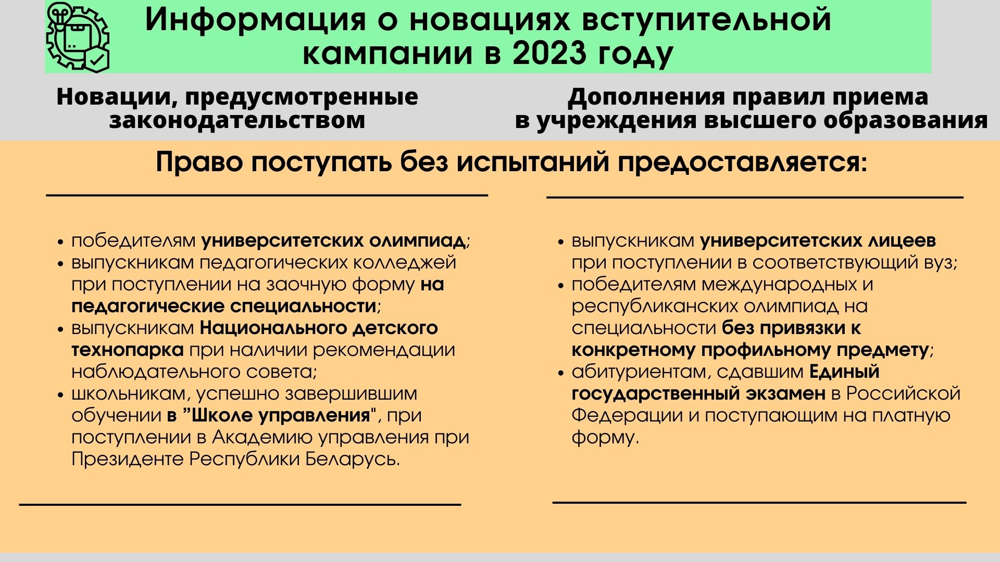 Информация о новациях вступительной
кампании в 2023 году
Новации, предусмотренные
законодательством
Дополнения правил приема
в учреждения высшего образования
Право поступать без испытаний предоставляется:
• победителям университетских олимпиад;
• выпускникам педагогических колледжей
при поступлении на заочную форму на
педагогические специальности;
• выпускникам Национального детского
технопарка при наличии рекомендации
наблюдательного совета;
• школьникам, успешно завершившим
обучении в ”Школе управления", при
поступлении в Академию управления при
Президенте Республики Беларусь.
• выпускникам университетских лицеев
при поступлении в соответствующий вуз;
• победителям международных и
республиканских олимпиад на
специальности без привязки к
конкретному профильному предмету;
• абитуриентам, сдавшим Единый
государственный экзамен в Российской
Федерации и поступающим на платную
форму.